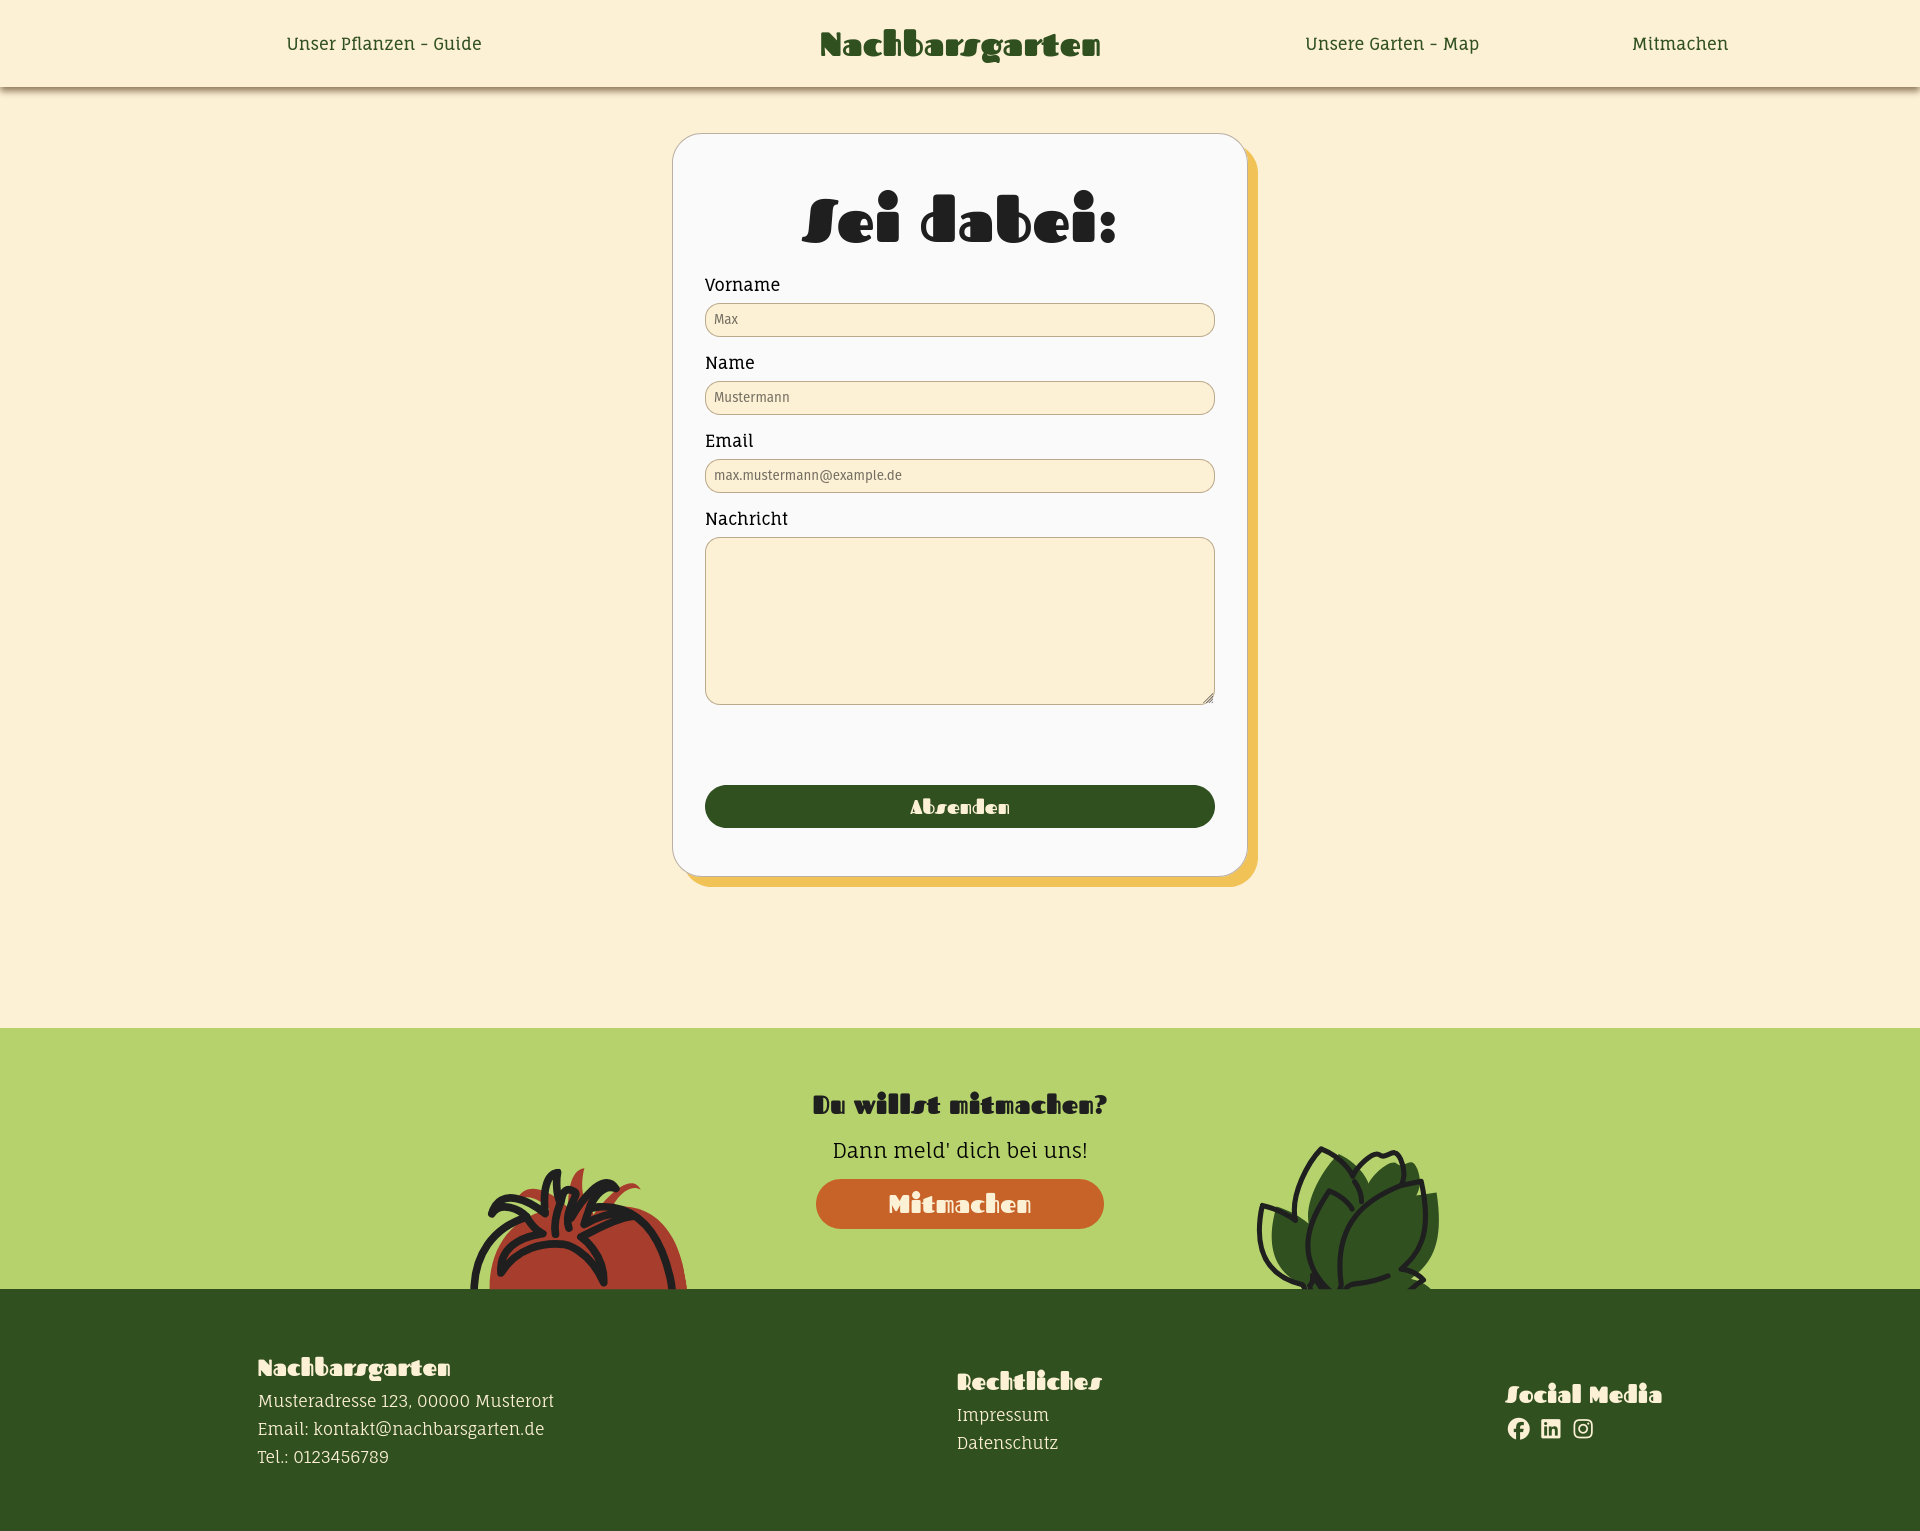 Unser Pflanzen - Guide
Nachbarsgarten
Unsere Garten - Map
Mitmachen
Sei dabei:
Vorname
Max
Name
Mustermann
Email
max.mustermann@example.de
Nachricht
Absenden
Du willst mitmachen?
Dann meld' dich bei uns!
Mitmachen
Nachbarsgarten
Musteradresse 123, 00000 Musterort
Email: kontakt@nachbarsgarten.de
Tel.: 0123456789
Rechtliches
Impressum
Datenschutz
Social Media